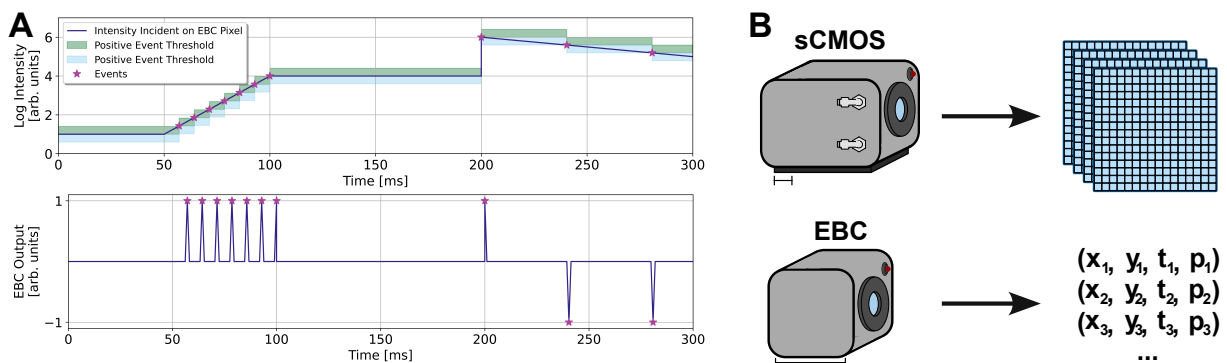 A
Intensity Incident on EBC Pixel
Positive Event Threshold
Positive Event Threshold
Events
Log Intensity
[arb. units]
6
4
2
0
0 50 100 150 200 250 300
Time [ms]
EBC Output
[arb. units]
1
−1
0 50 100 150 200 250 300
Time [ms]
B
sCMOS
EBC
(x₁, y₁, t₁, p₁)
(x₂, y₂, t₂, p₂)
(x₃, y₃, t₃, p₃)
...